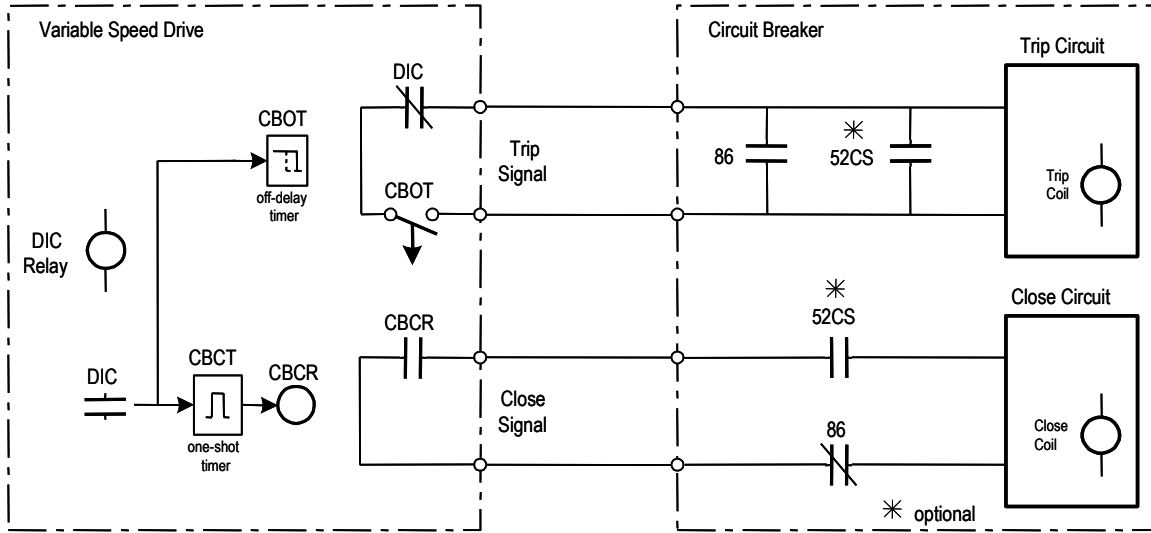 Variable Speed Drive
Circuit Breaker
Trip Circuit
DIC
CBOT
86
52CS
Trip
Signal
Trip
Coil
off-delay
timer
CBOT
DIC
Relay
52CS
Close Circuit
CBCR
CBCT
CBCR
DIC
Close
Signal
86
Close
Coil
one-shot
timer
optional